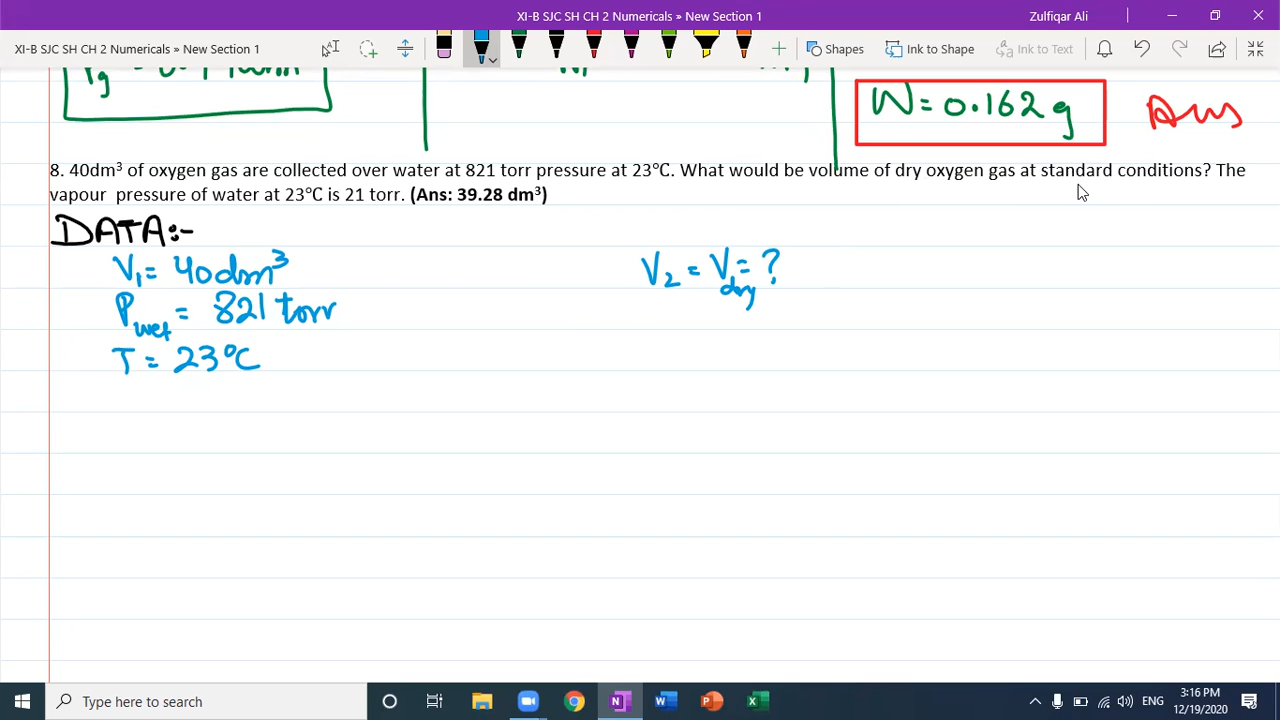 XI-B SJC SH CH 2 Numericals » New Section 1
Zulfiqar Ali
XI-B SJC SH CH 2 Numericals » New Section 1
Shapes
Ink to Shape
Ink to Text
W = 0.162 g
Ans
8. 40dm³ of oxygen gas are collected over water at 821 torr pressure at 23°C. What would be volume of dry oxygen gas at standard conditions? The
vapour pressure of water at 23°C is 21 torr. (Ans: 39.28 dm³)
DATA:-
V₁ = 40dm³
V₂ = V_dry = ?
P_wet = 821 torr
T = 23°C
Type here to search
ENG
3:16 PM
12/19/2020